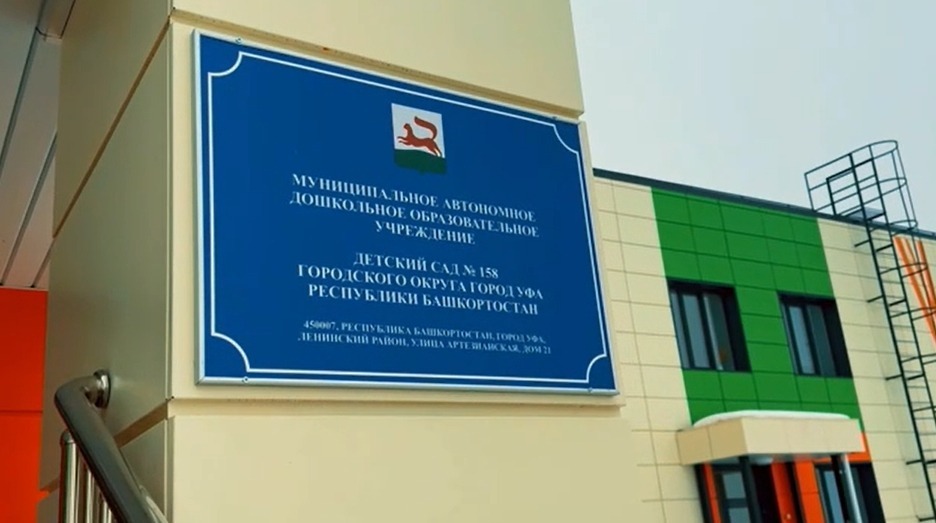 МУНИЦИПАЛЬНОЕ АВТОНОМНОЕ
ДОШКОЛЬНОЕ ОБРАЗОВАТЕЛЬНОЕ
УЧРЕЖДЕНИЕ
ДЕТСКИЙ САД № 158
ГОРОДСКОГО ОКРУГА ГОРОД УФА
РЕСПУБЛИКИ БАШКОРТОСТАН
450007, РЕСПУБЛИКА БАШКОРТОСТАН, ГОРОД УФА,
ЛЕНИНСКИЙ РАЙОН, УЛИЦА АРТЕЗИАНСКАЯ, ДОМ 21